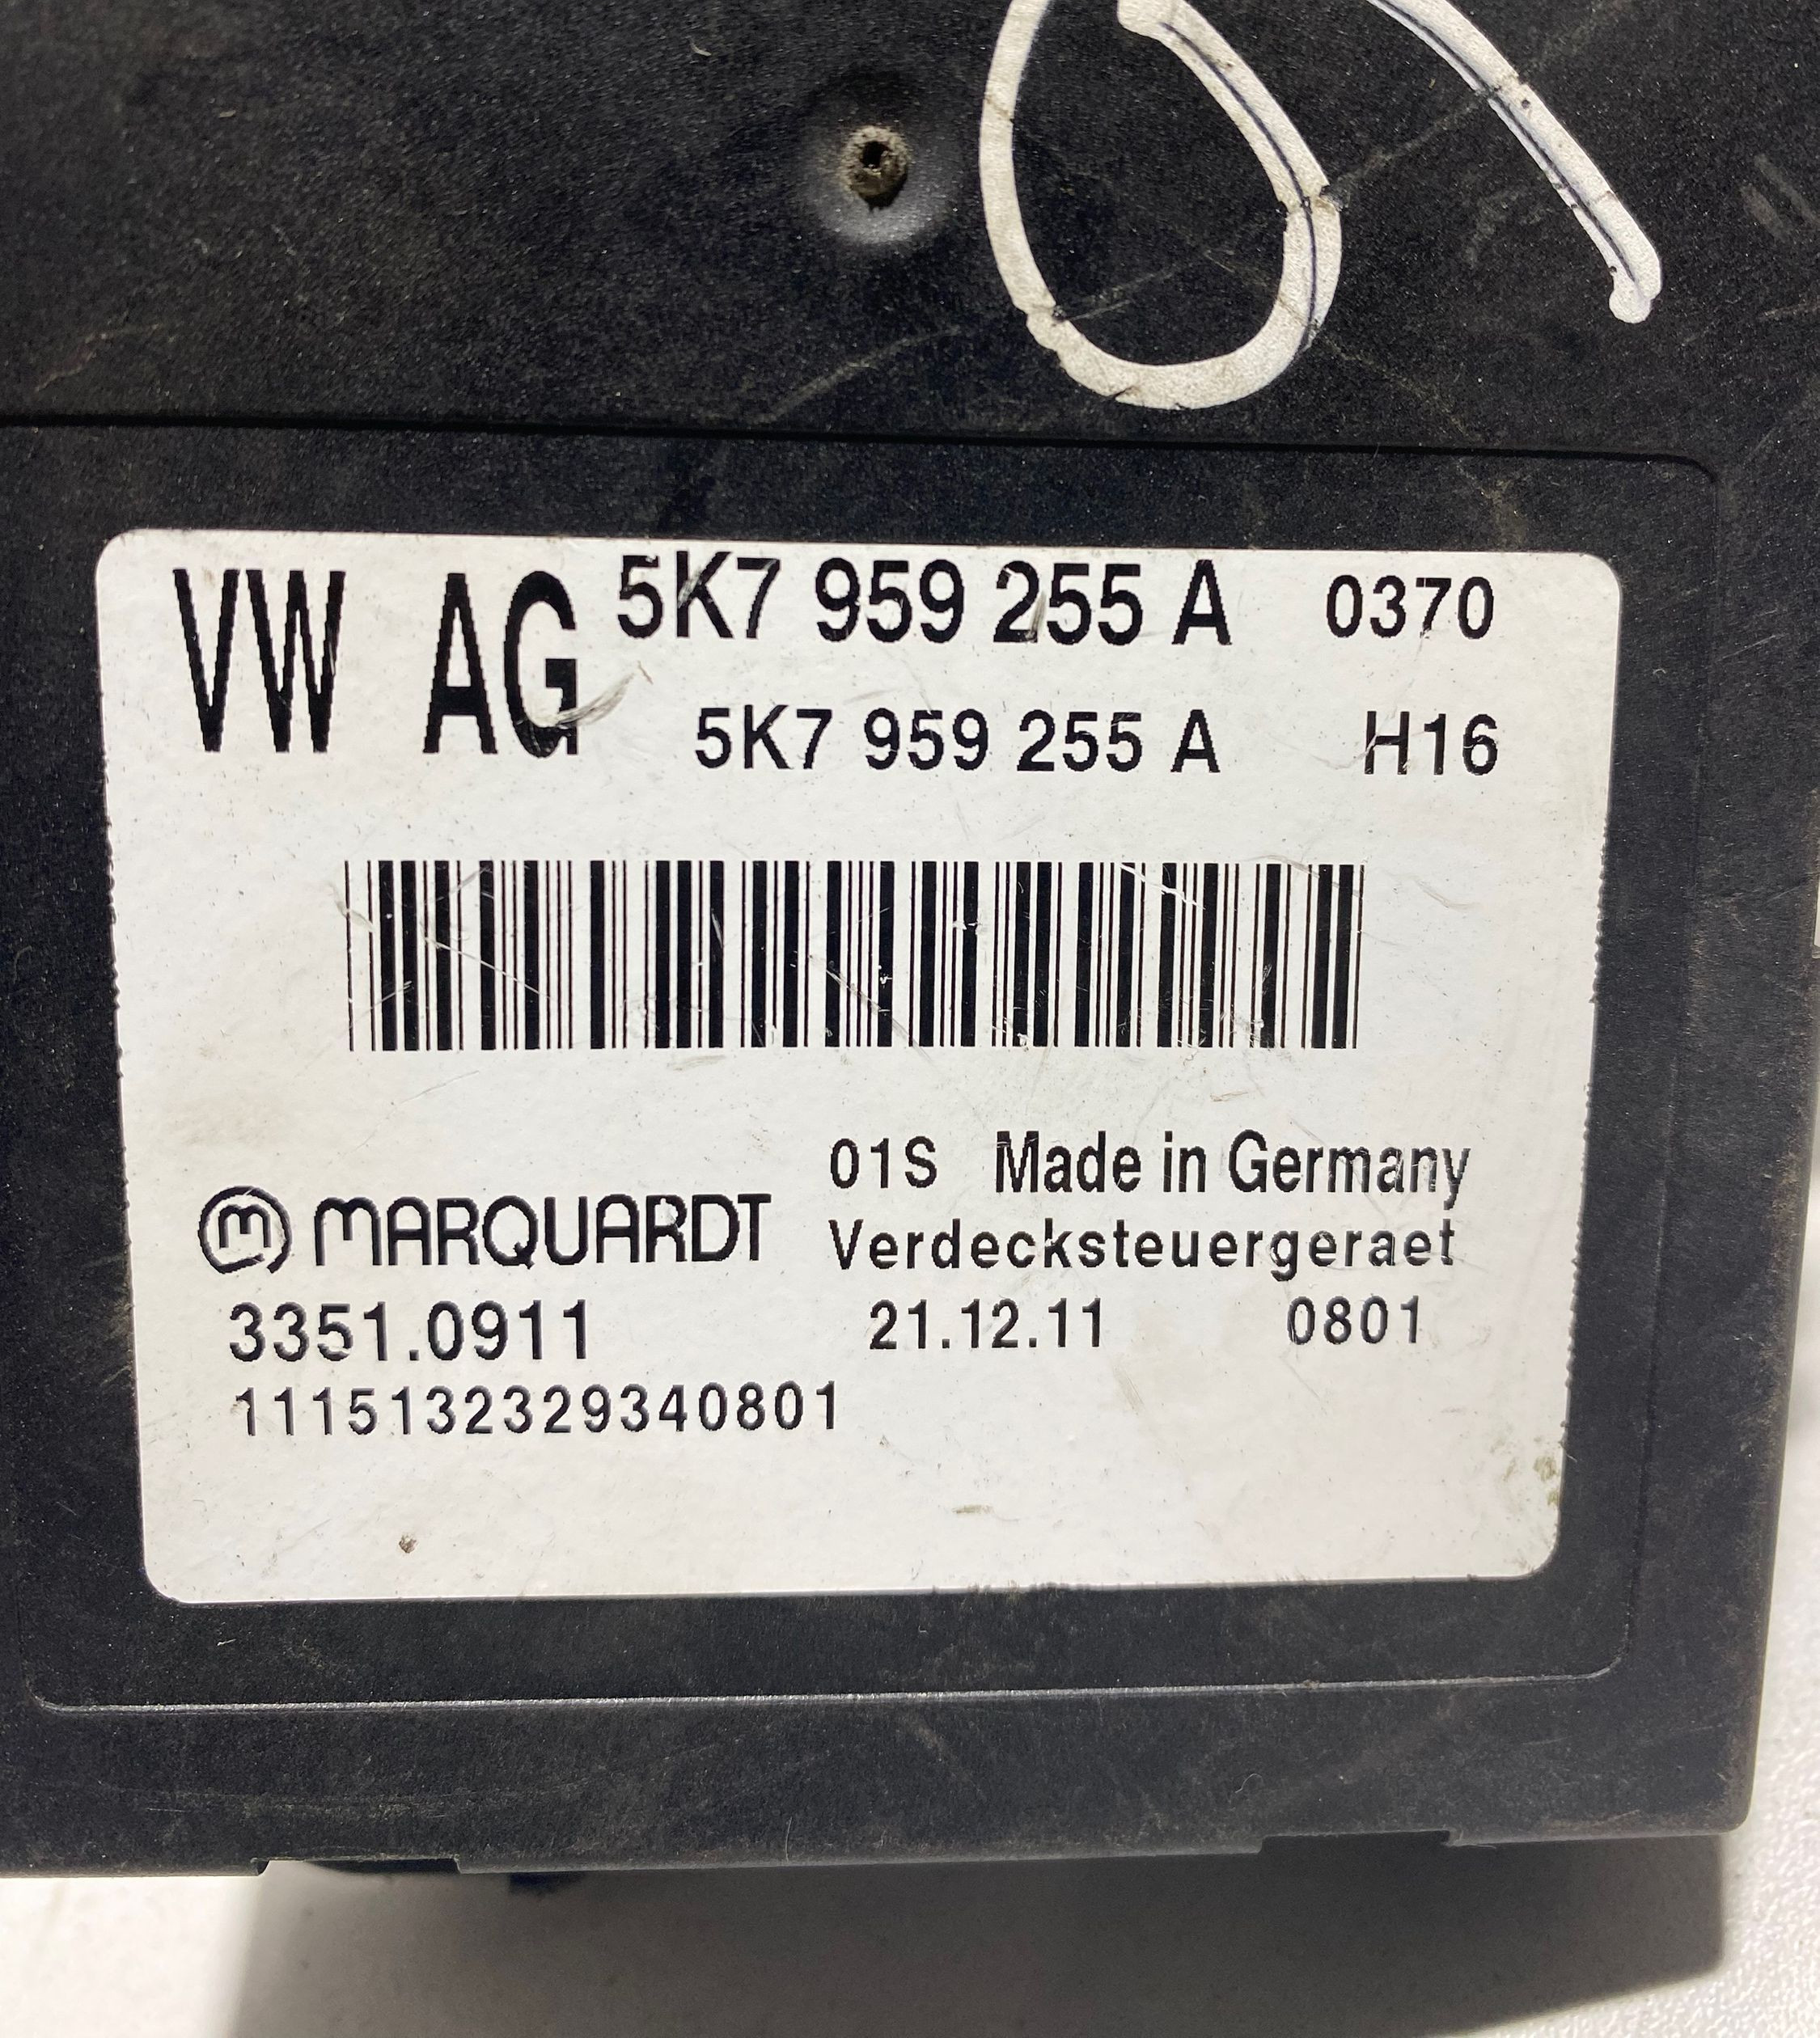 VW AG 5K7 959 255 A 0370
5K7 959 255 A H16
01S Made in Germany
MARQUARDT Verdecksteuergeraet
3351.0911 21.12.11 0801
1115132329340801